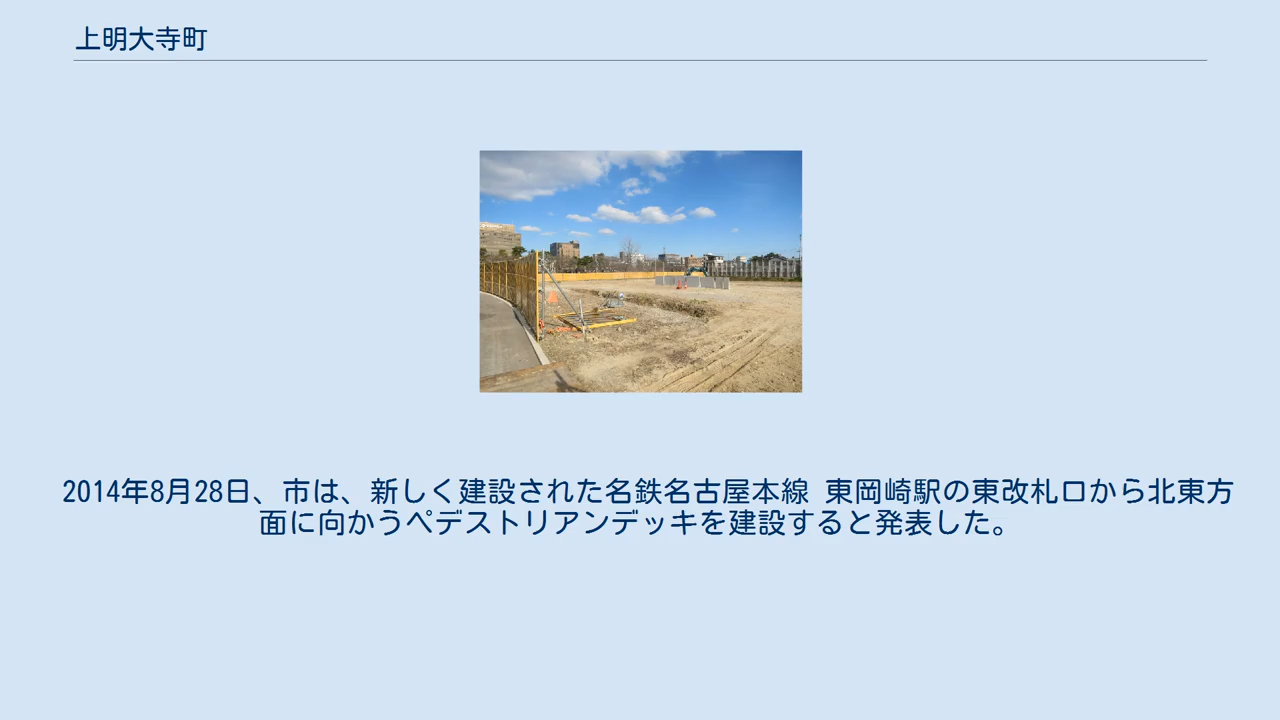 上明大寺町
2014年8月28日、市は、新しく建設された名鉄名古屋本線 東岡崎駅の東改札口から北東方
面に向かうペデストリアンデッキを建設すると発表した。